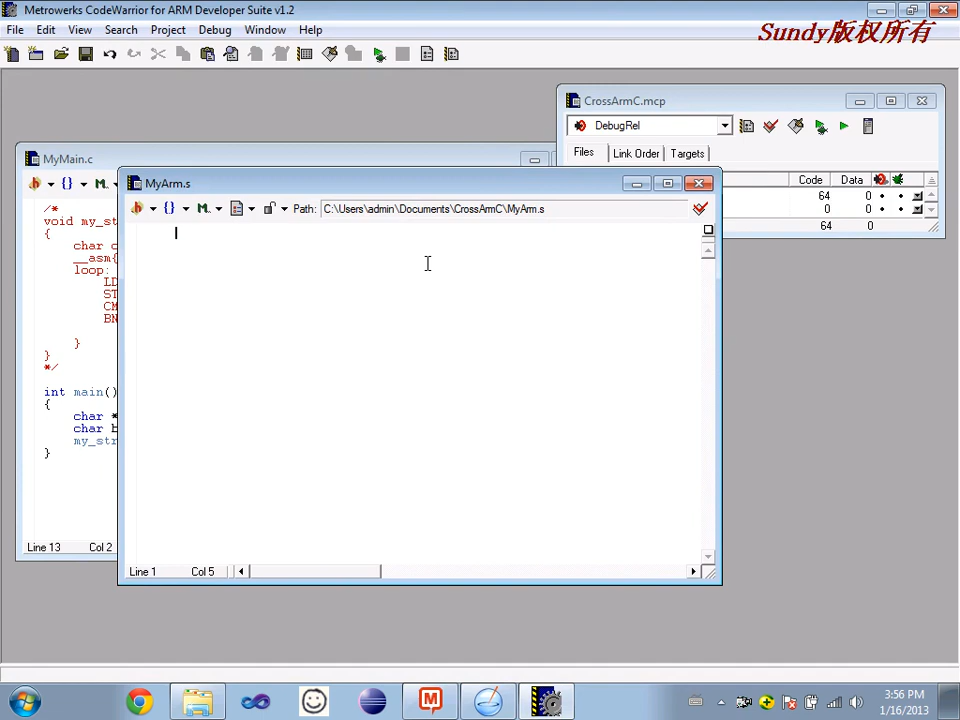 Metrowerks CodeWarrior for ARM Developer Suite v1.2
File Edit View Search Project Debug Window Help
Sundy版权所有
CrossArmC.mcp
DebugRel
Files Link Order Targets
Code Data
64 0
0 0
64 0
MyMain.c
M.
/*
void my_st
{
char c
__asm{
loop:
LD
ST
CM
BN
}
}
*/
int main()
{
char *
char b
my_str
}
Line 13 Col 2
MyArm.s
M. Path: C:\Users\admin\Documents\CrossArmC\MyArm.s
Line 1 Col 5
3:56 PM
1/16/2013